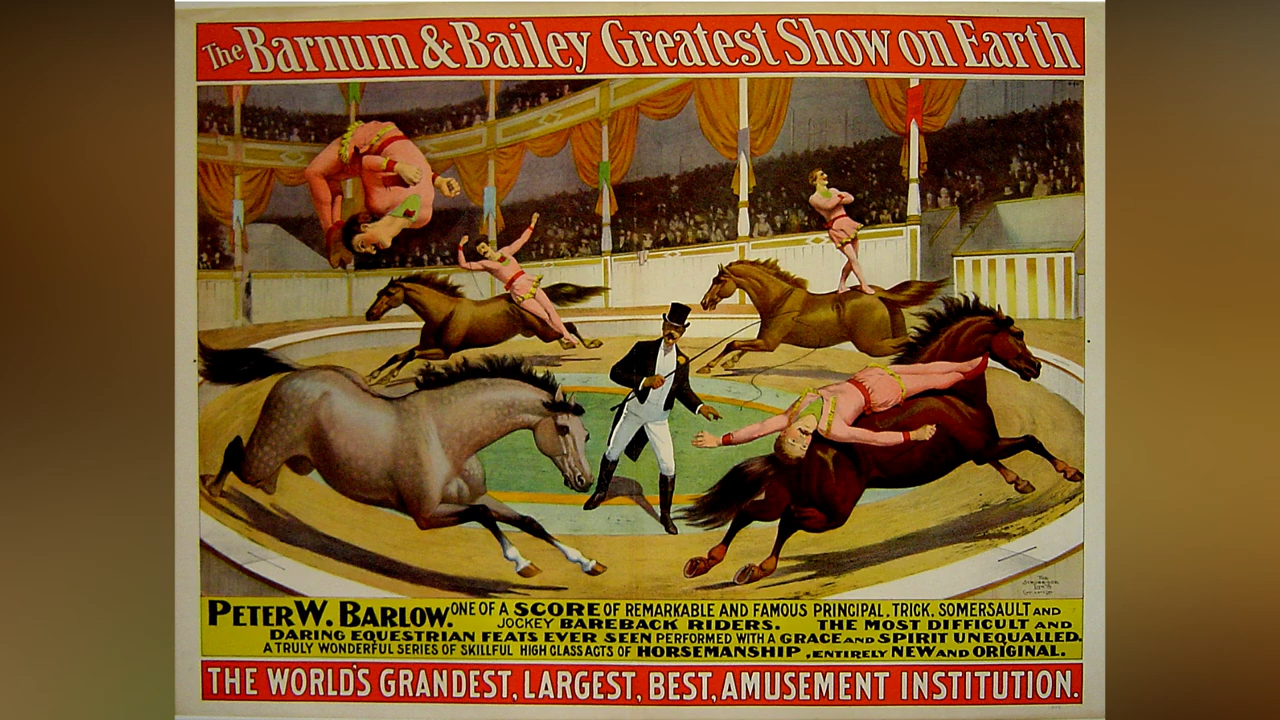 The Barnum & Bailey Greatest Show on Earth
PETER W. BARLOW. ONE OF A SCORE OF REMARKABLE AND FAMOUS PRINCIPAL, TRICK, SOMERSAULT AND
JOCKEY BAREBACK RIDERS. THE MOST DIFFICULT AND
DARING EQUESTRIAN FEATS EVER SEEN PERFORMED WITH A GRACE AND SPIRIT UNEQUALLED.
A TRULY WONDERFUL SERIES OF SKILLFUL HIGH CLASS ACTS OF HORSEMANSHIP, ENTIRELY NEW AND ORIGINAL.
THE WORLD'S GRANDEST, LARGEST, BEST, AMUSEMENT INSTITUTION.